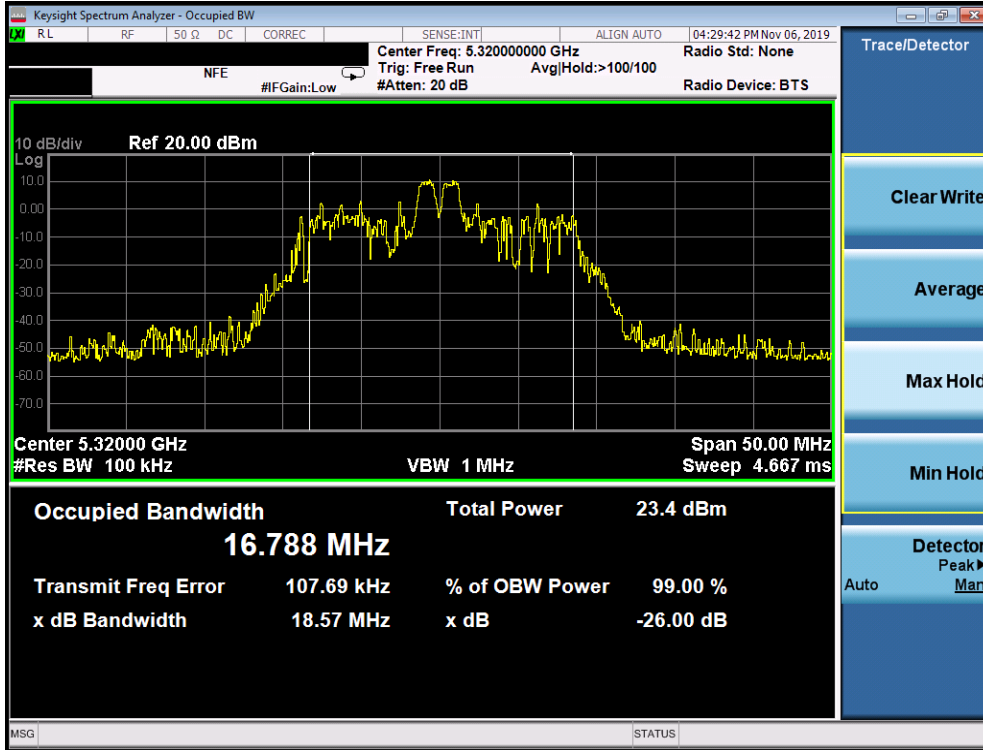 Keysight Spectrum Analyzer - Occupied BW
LXI RL RF 50 Ω DC CORREC SENSE:INT ALIGN AUTO 04:29:42 PM Nov 06, 2019
Center Freq: 5.320000000 GHz Radio Std: None
NFE Trig: Free Run Avg|Hold:>100/100
#IFGain:Low #Atten: 20 dB Radio Device: BTS
10 dB/div Ref 20.00 dBm
Log
10.0
0.00
-10.0
-20.0
-30.0
-40.0
-50.0
-60.0
-70.0
Center 5.32000 GHz Span 50.00 MHz
#Res BW 100 kHz VBW 1 MHz Sweep 4.667 ms
Occupied Bandwidth Total Power 23.4 dBm
16.788 MHz
Transmit Freq Error 107.69 kHz % of OBW Power 99.00 %
x dB Bandwidth 18.57 MHz x dB -26.00 dB
MSG STATUS
Trace/Detector
Clear Write
Average
Max Hold
Min Hold
Detector
Peak▶
Auto Man